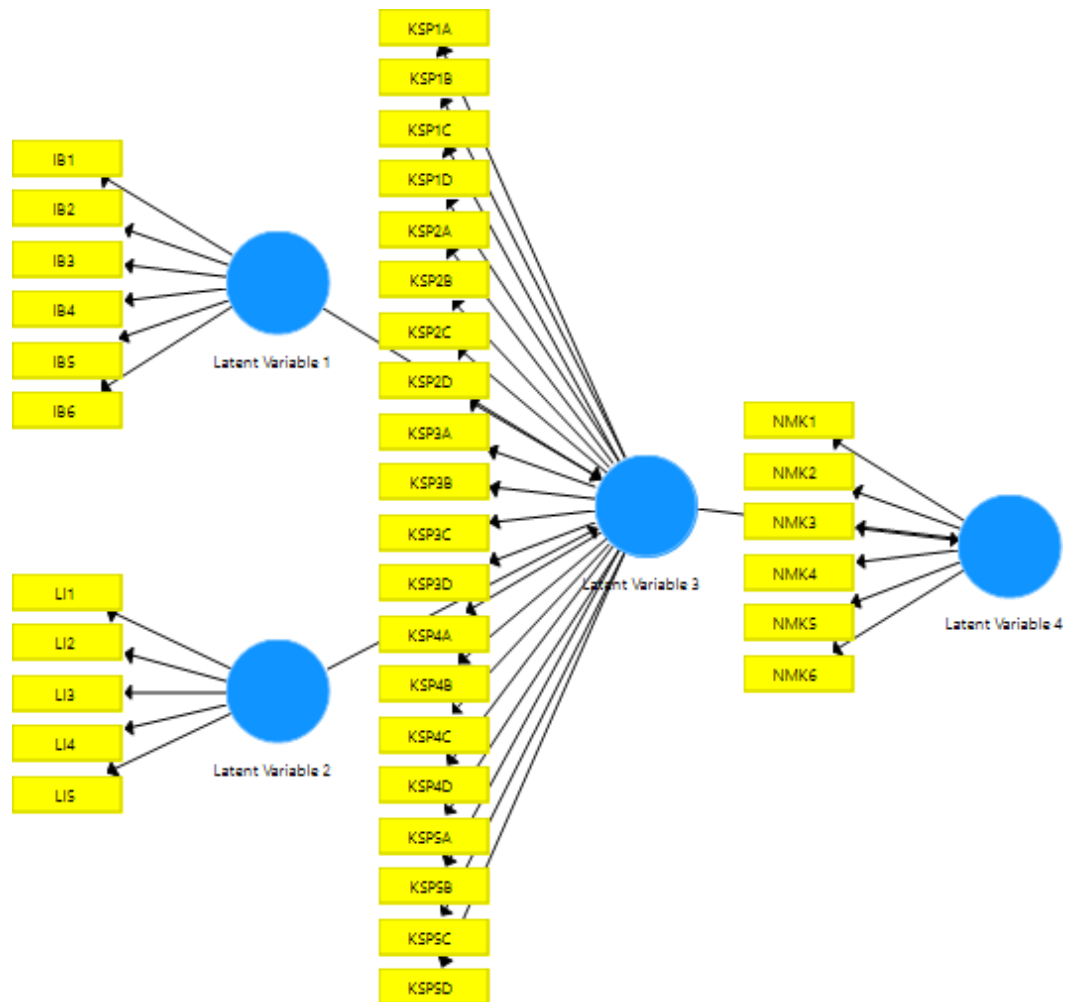 IB1
IB2
IB3
IB4
IB5
IB6
Latent Variable 1
LI1
LI2
LI3
LI4
LI5
Latent Variable 2
KSP1A
KSP1B
KSP1C
KSP1D
KSP2A
KSP2B
KSP2C
KSP2D
KSP3A
KSP3B
KSP3C
KSP3D
KSP4A
KSP4B
KSP4C
KSP4D
KSP5A
KSP5B
KSP5C
KSP5D
Latent Variable 3
NMK1
NMK2
NMK3
NMK4
NMK5
NMK6
Latent Variable 4